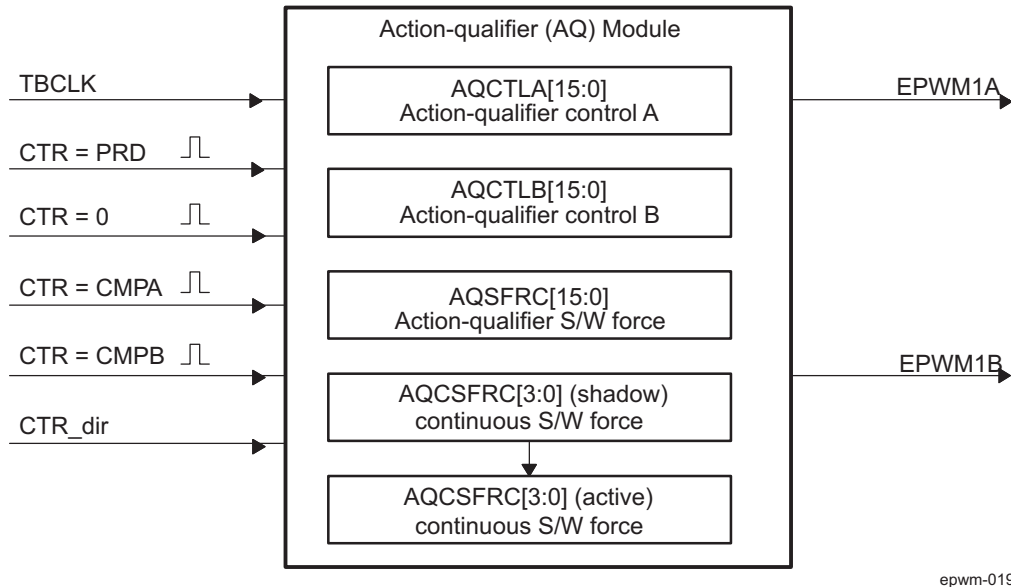 Action-qualifier (AQ) Module
TBCLK
CTR = PRD
CTR = 0
CTR = CMPA
CTR = CMPB
CTR_dir
AQCTLA[15:0]
Action-qualifier control A
AQCTLB[15:0]
Action-qualifier control B
AQSFRC[15:0]
Action-qualifier S/W force
AQCSFRC[3:0] (shadow)
continuous S/W force
AQCSFRC[3:0] (active)
continuous S/W force
EPWM1A
EPWM1B
epwm-019